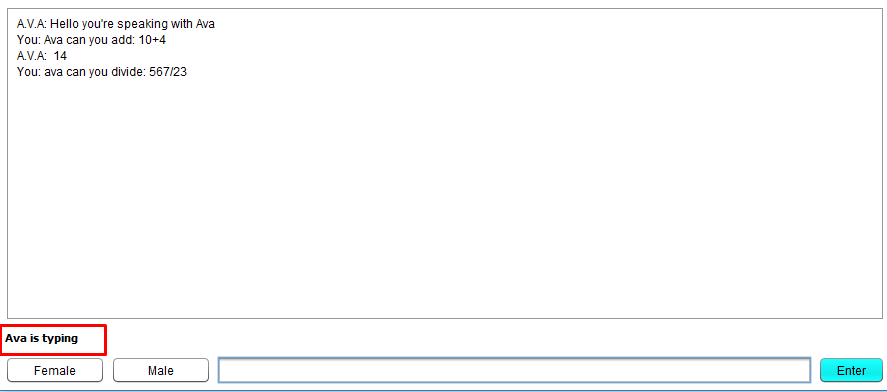 A.V.A: Hello you're speaking with Ava
You: Ava can you add: 10+4
A.V.A:  14
You: ava can you divide: 567/23
Ava is typing
Female Male Enter